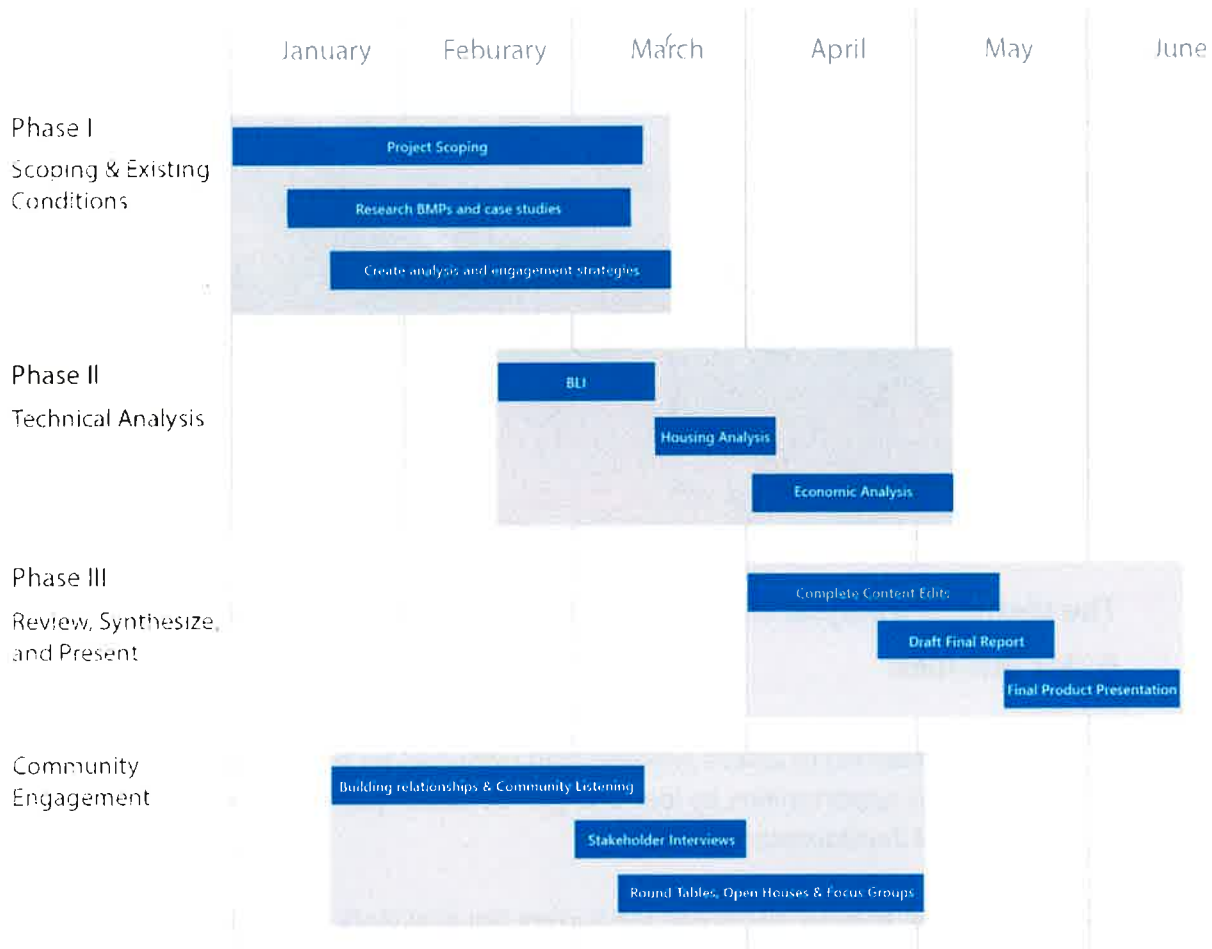 January Feburary March April May June
Phase I
Scoping & Existing
Conditions
Project Scoping
Research BMPs and case studies
Create analysis and engagement strategies
Phase II
Technical Analysis
BLI
Housing Analysis
Economic Analysis
Phase III
Review, Synthesize,
and Present
Complete Content Edits
Draft Final Report
Final Product Presentation
Community
Engagement
Building relationships & Community Listening
Stakeholder Interviews
Round Tables, Open Houses & Focus Groups